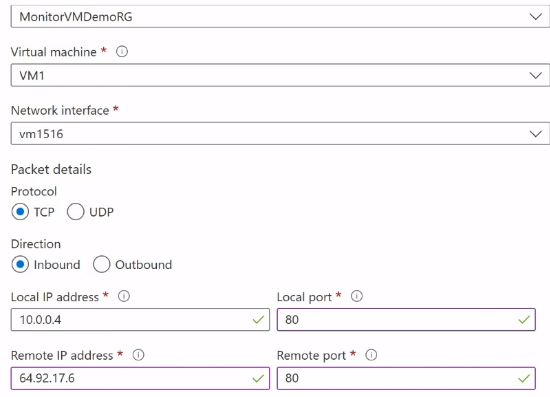 MonitorVMDemoRG
Virtual machine *
VM1
Network interface *
vm1516
Packet details
Protocol
TCP UDP
Direction
Inbound Outbound
Local IP address * Local port *
10.0.0.4 80
Remote IP address * Remote port *
64.92.17.6 80